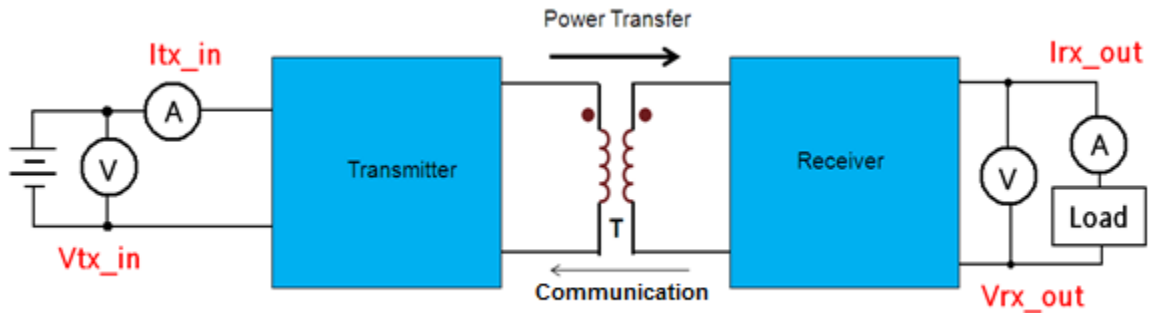 Power Transfer
Itx_in
Irx_out
A
V
Transmitter
Receiver
A
V
Load
T
Vtx_in
Communication
Vrx_out